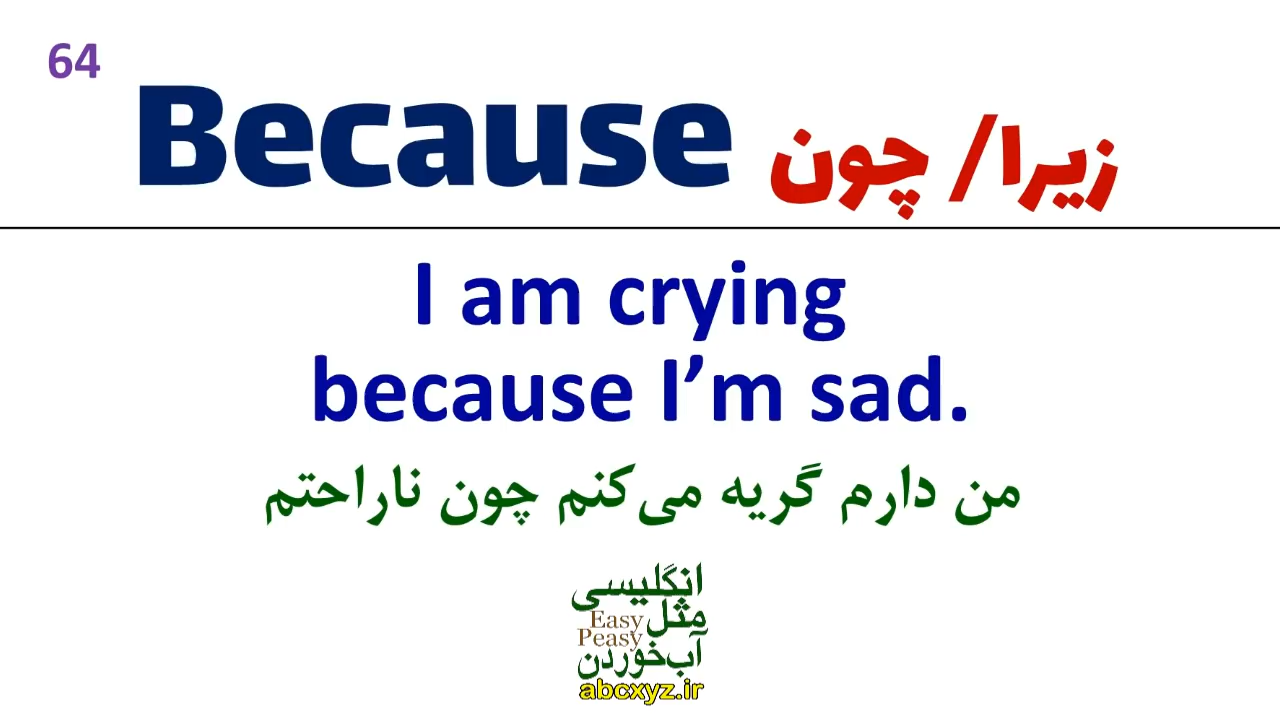 64
Because زیرا/ چون
I am crying
because I’m sad.
من دارم گریه می‌کنم چون ناراحتم
انگلیسی
مثل Easy
Peasy
آب‌خوردن
abcxyz.ir